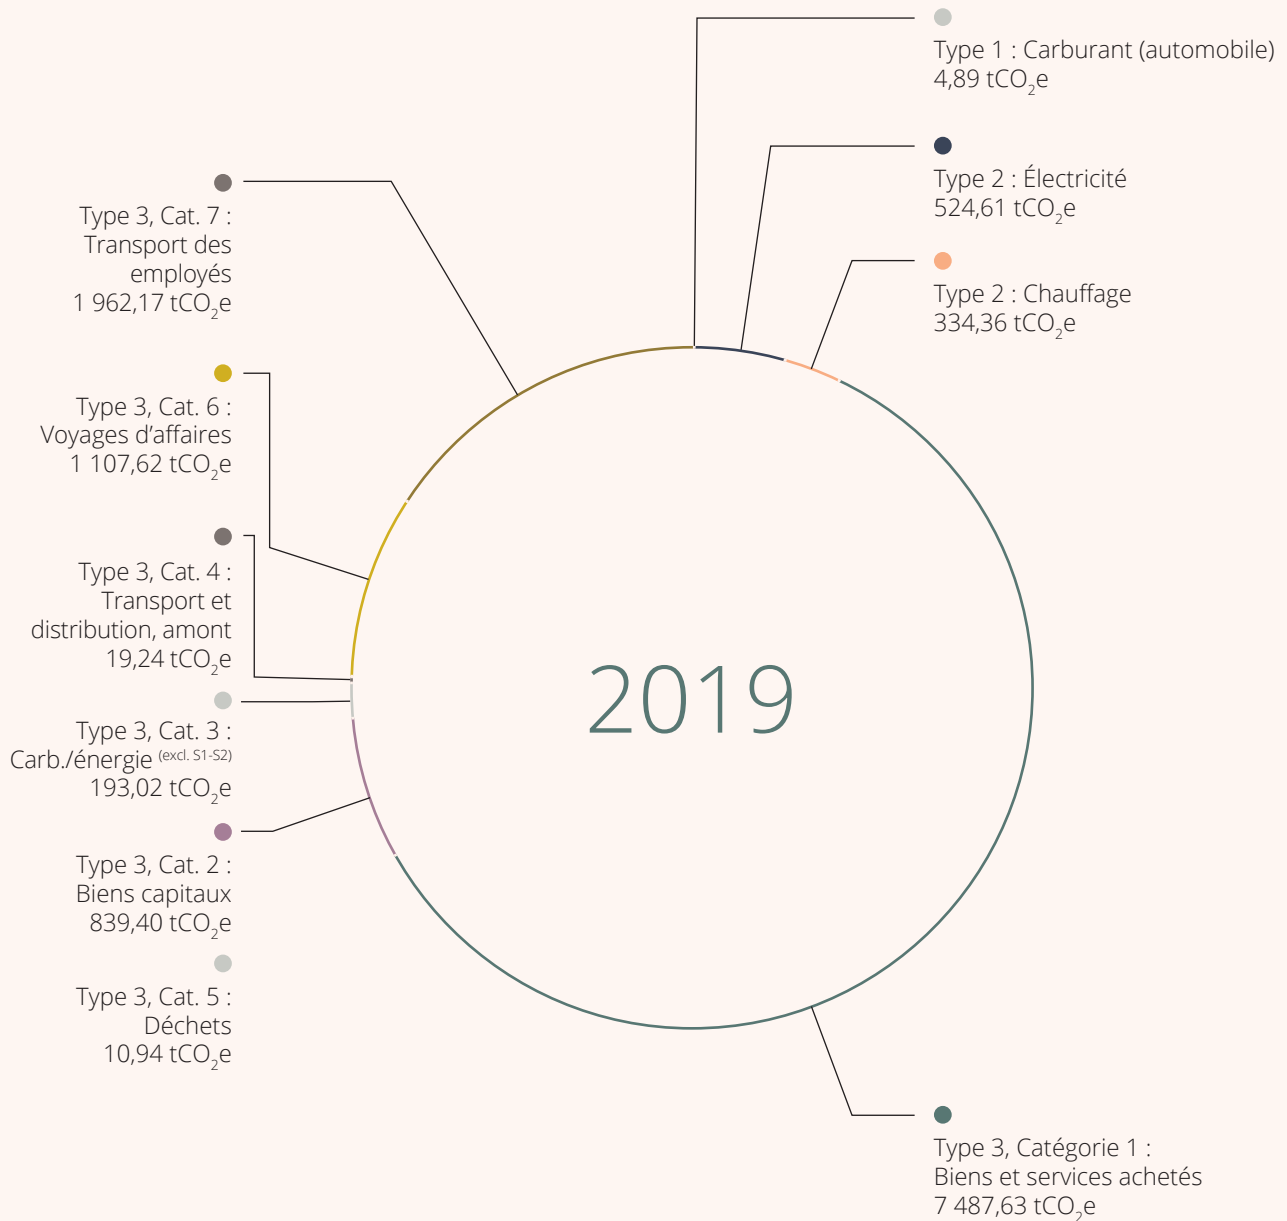 Type 1 : Carburant (automobile)
4,89 tCO₂e
Type 2 : Électricité
524,61 tCO₂e
Type 2 : Chauffage
334,36 tCO₂e
Type 3, Cat. 7 :
Transport des
employés
1 962,17 tCO₂e
Type 3, Cat. 6 :
Voyages d’affaires
1 107,62 tCO₂e
Type 3, Cat. 4 :
Transport et
distribution, amont
19,24 tCO₂e
Type 3, Cat. 3 :
Carb./énergie (excl. S1-S2)
193,02 tCO₂e
Type 3, Cat. 2 :
Biens capitaux
839,40 tCO₂e
Type 3, Cat. 5 :
Déchets
10,94 tCO₂e
2019
Type 3, Catégorie 1 :
Biens et services achetés
7 487,63 tCO₂e